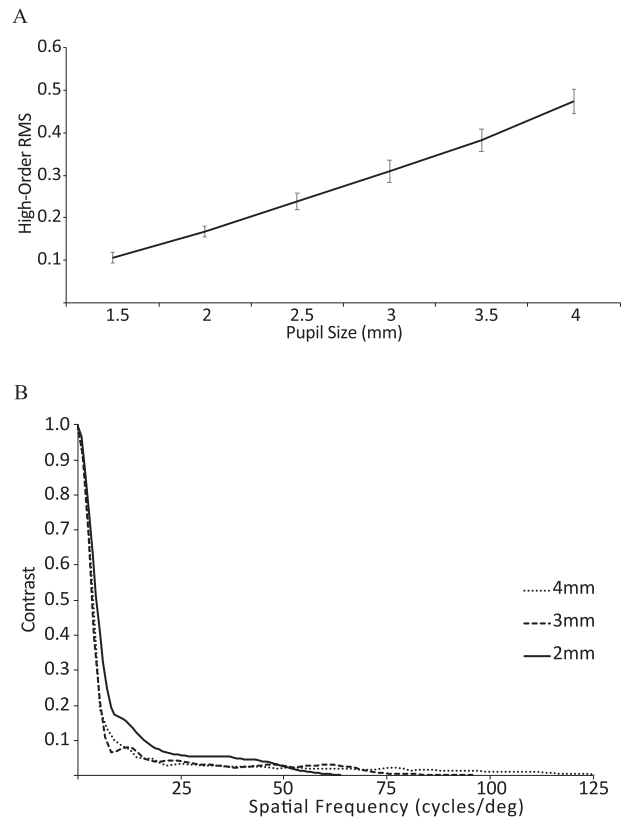 A
0.6
0.5
0.4
0.3
0.2
0.1
High-Order RMS
1.5 2 2.5 3 3.5 4
Pupil Size (mm)
B
1.0
0.9
0.8
0.7
0.6
0.5
0.4
0.3
0.2
0.1
Contrast
4mm
3mm
2mm
25 50 75 100 125
Spatial Frequency (cycles/deg)